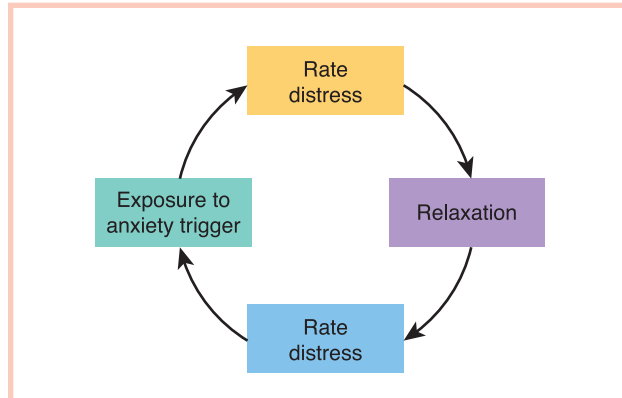 Rate
distress
Exposure to
anxiety trigger
Relaxation
Rate
distress